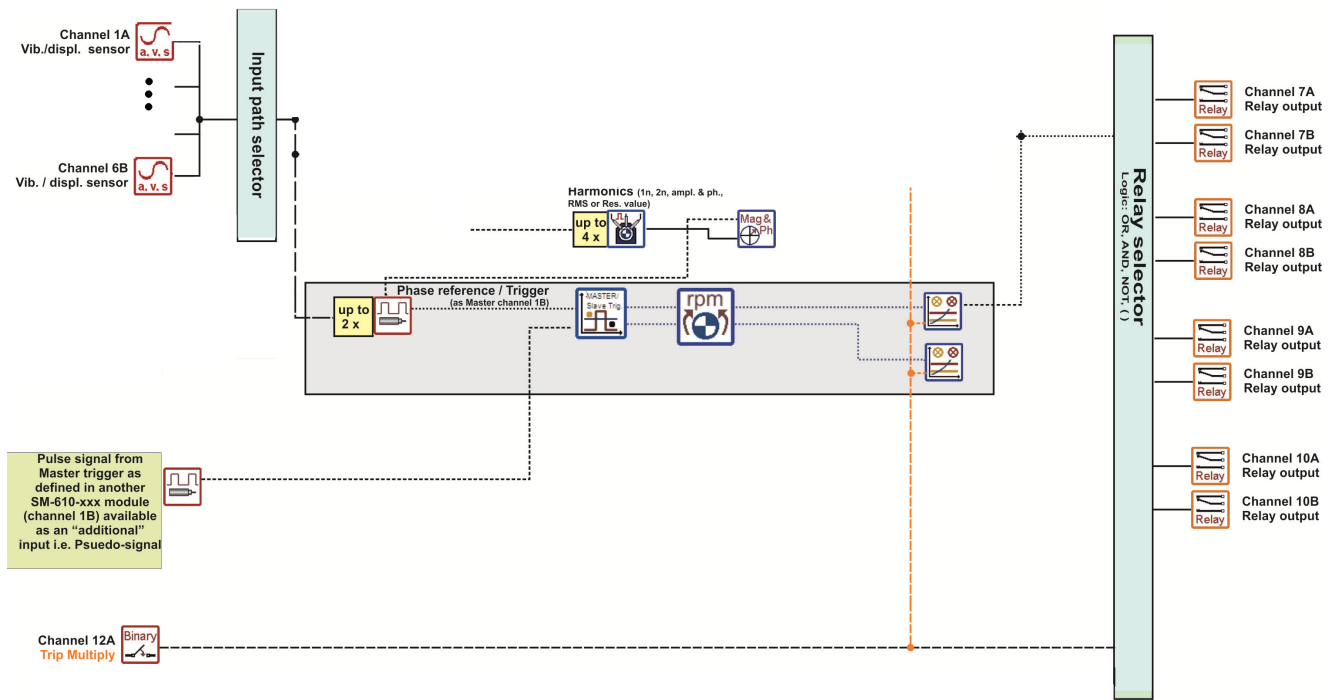 Channel 1A
Vib./displ. sensor
a, v, s
Channel 6B
Vib. / displ. sensor
a, v, s
Input path selector
Harmonics (1n, 2n, ampl. & ph.,
RMS or Res. value)
up to
4 x
Mag&
Ph
Phase reference / Trigger
(as Master channel 1B)
up to
2 x
MASTER/
Slave Trig.
rpm
Pulse signal from
Master trigger as
defined in another
SM-610-xxx module
(channel 1B) available
as an “additional”
input i.e. Psuedo-signal
Channel 12A
Trip Multiply
Binary
Relay selector
Logic: OR, AND, NOT, ( )
Relay
Channel 7A
Relay output
Relay
Channel 7B
Relay output
Relay
Channel 8A
Relay output
Relay
Channel 8B
Relay output
Relay
Channel 9A
Relay output
Relay
Channel 9B
Relay output
Relay
Channel 10A
Relay output
Relay
Channel 10B
Relay output